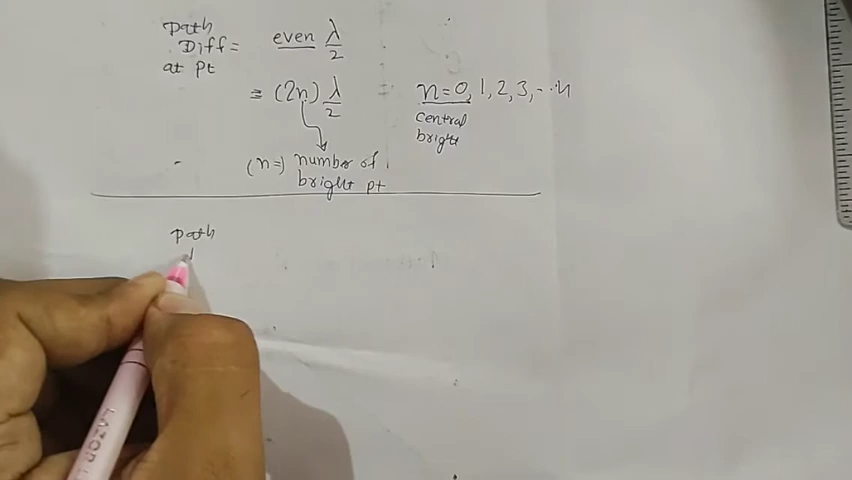 Path
Diff = even λ/2
at pt
= (2n) λ/2 n = 0, 1, 2, 3, - .. n
central
bright
(n=) number of
bright pt
path
d